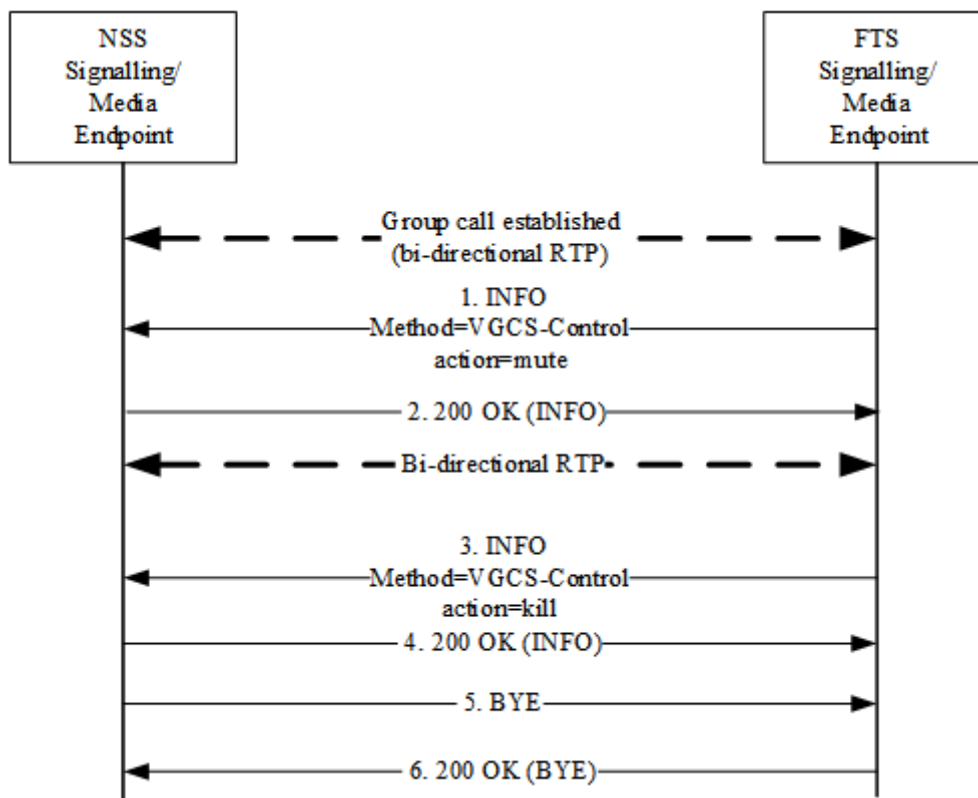 NSS
Signalling/
Media
Endpoint
FTS
Signalling/
Media
Endpoint
Group call established
(bi-directional RTP)
1. INFO
Method=VGCS-Control
action=mute
2. 200 OK (INFO)
Bi-directional RTP
3. INFO
Method=VGCS-Control
action=kill
4. 200 OK (INFO)
5. BYE
6. 200 OK (BYE)